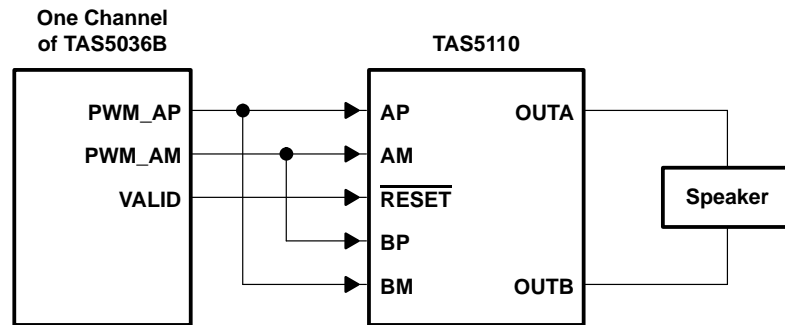 One Channel
of TAS5036B
TAS5110
PWM_AP
AP
OUTA
PWM_AM
AM
VALID
RESET
Speaker
BP
BM
OUTB